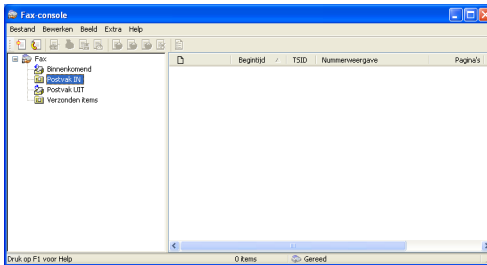 Fax-console
Bestand Bewerken Beeld Extra Help
Fax
Binnenkomend
Postvak IN
Postvak UIT
Verzonden items
Begintijd TSID Nummerweergave Pagina's
Druk op F1 voor Help 0 items Gereed